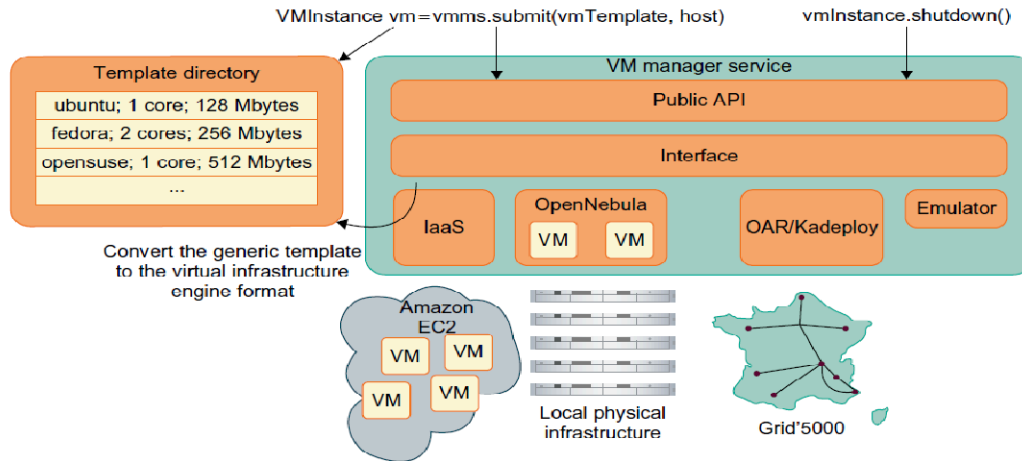 VMInstance vm=vmms.submit(vmTemplate, host)
vmInstance.shutdown()
Template directory
ubuntu; 1 core; 128 Mbytes
fedora; 2 cores; 256 Mbytes
opensuse; 1 core; 512 Mbytes
...
VM manager service
Public API
Interface
IaaS
OpenNebula
VM
VM
OAR/Kadeploy
Emulator
Convert the generic template
to the virtual infrastructure
engine format
Amazon
EC2
VM
VM
VM
VM
Local physical
infrastructure
Grid'5000